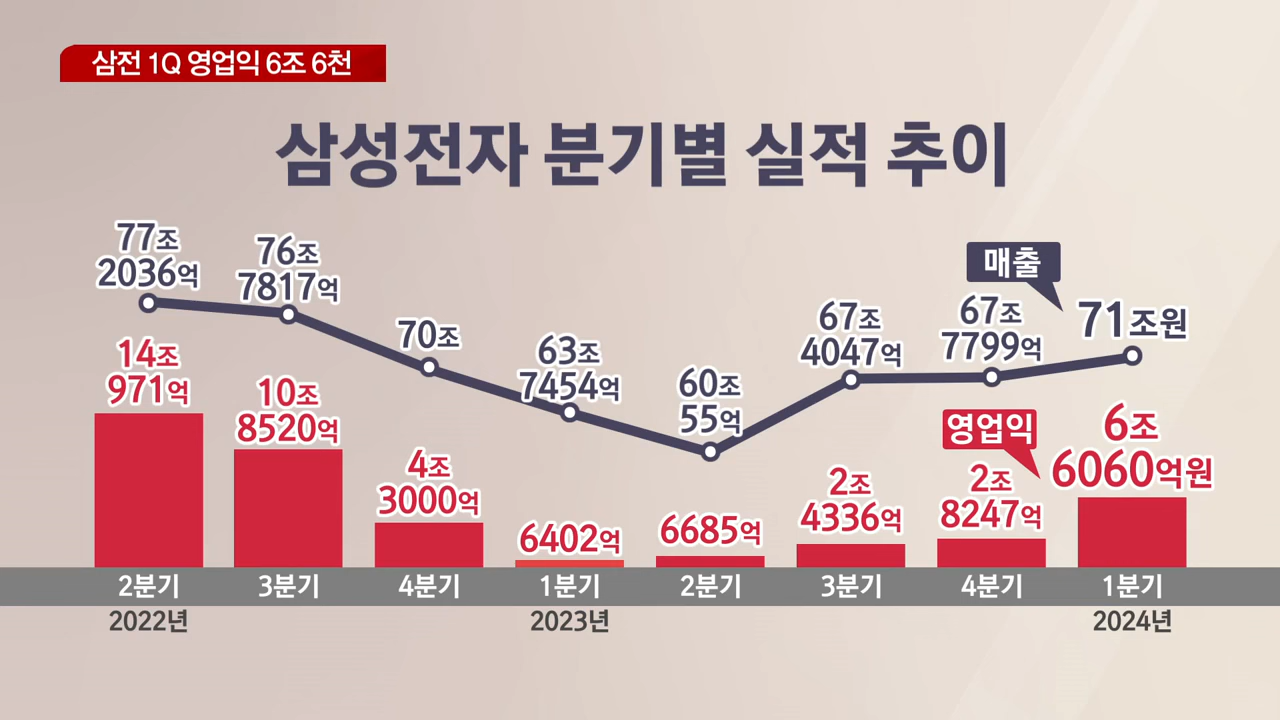 삼전 1Q 영업익 6조 6천
삼성전자 분기별 실적 추이
77조
2036억
76조
7817억
70조
63조
7454억
60조
55억
67조
4047억
67조
7799억
매출
71조원
14조
971억
10조
8520억
4조
3000억
6402억
6685억
2조
4336억
2조
8247억
영업익
6조
6060억원
2분기 3분기 4분기 1분기 2분기 3분기 4분기 1분기
2022년 2023년 2024년